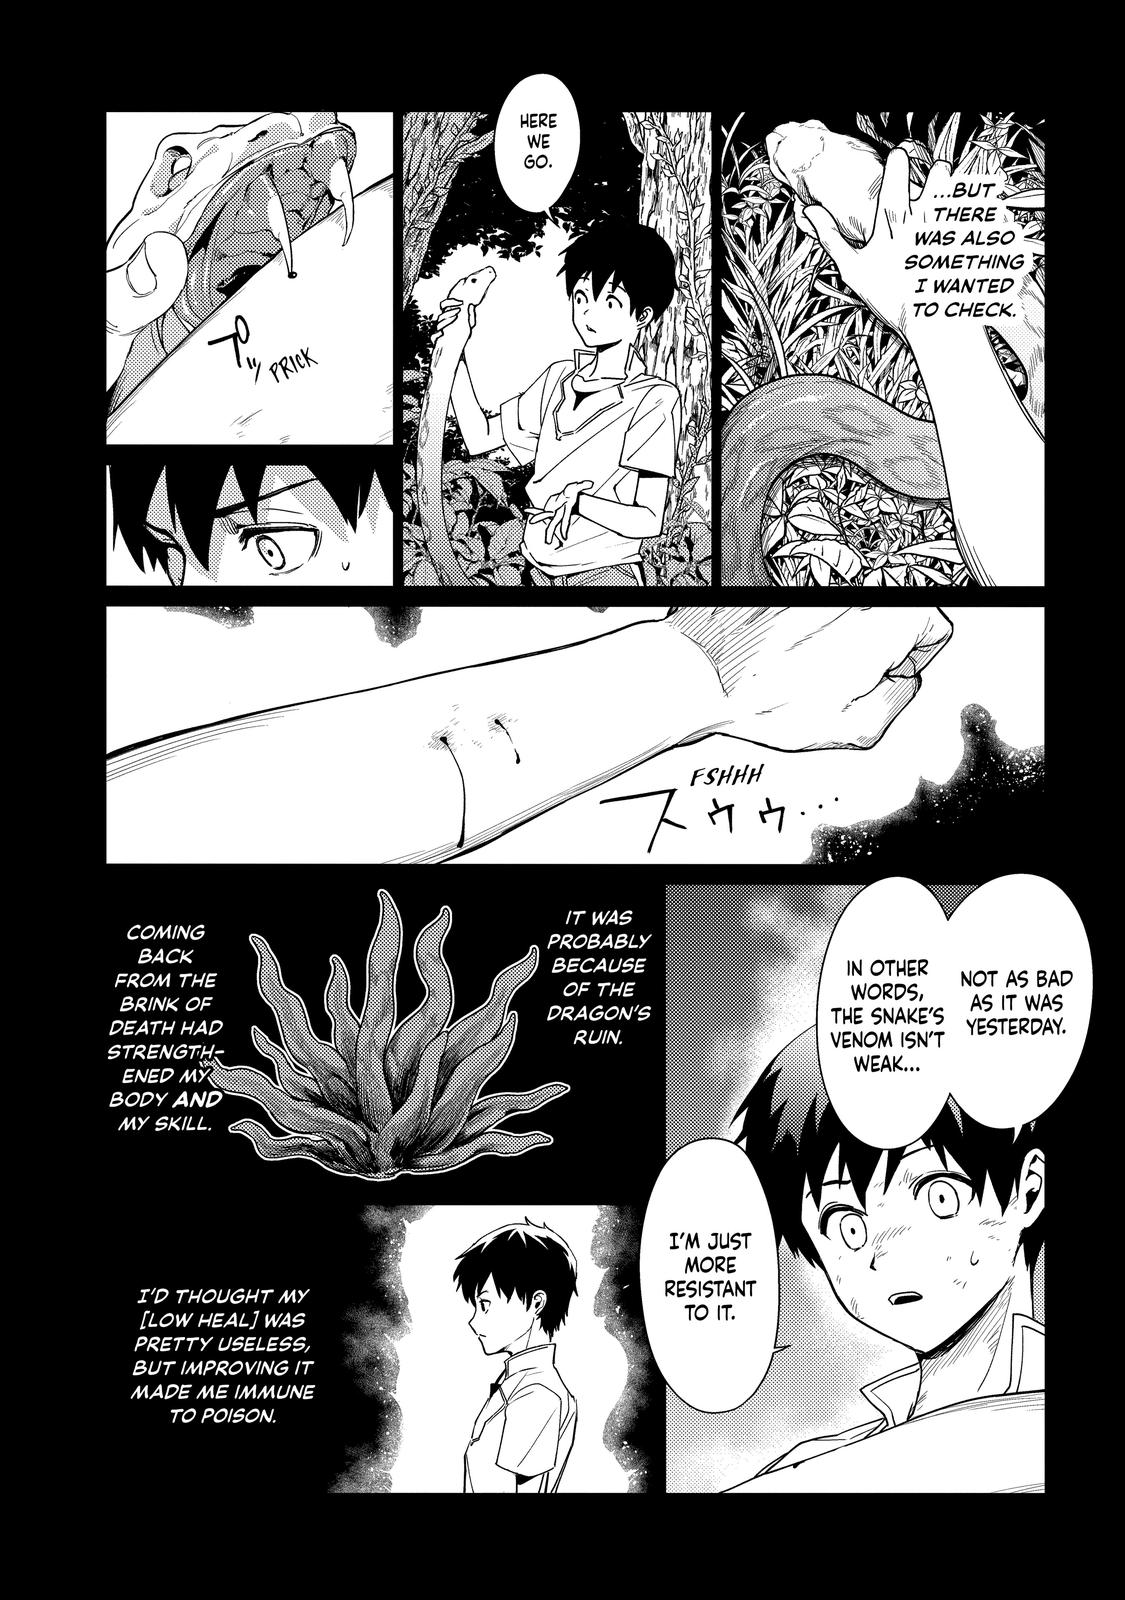 ...BUT
THERE
WAS ALSO
SOMETHING
I WANTED
TO CHECK.
HERE
WE
GO.
プッ
PRICK
FSHHH
スゥゥ...
NOT AS BAD
AS IT WAS
YESTERDAY.
IN OTHER
WORDS,
THE SNAKE'S
VENOM ISN'T
WEAK...
I'M JUST
MORE
RESISTANT
TO IT.
IT WAS
PROBABLY
BECAUSE
OF THE
DRAGON'S
RUIN.
COMING
BACK
FROM THE
BRINK OF
DEATH HAD
STRENGTH-
ENED MY
BODY AND
MY SKILL.
I'D THOUGHT MY
[LOW HEAL] WAS
PRETTY USELESS,
BUT IMPROVING IT
MADE ME IMMUNE
TO POISON.